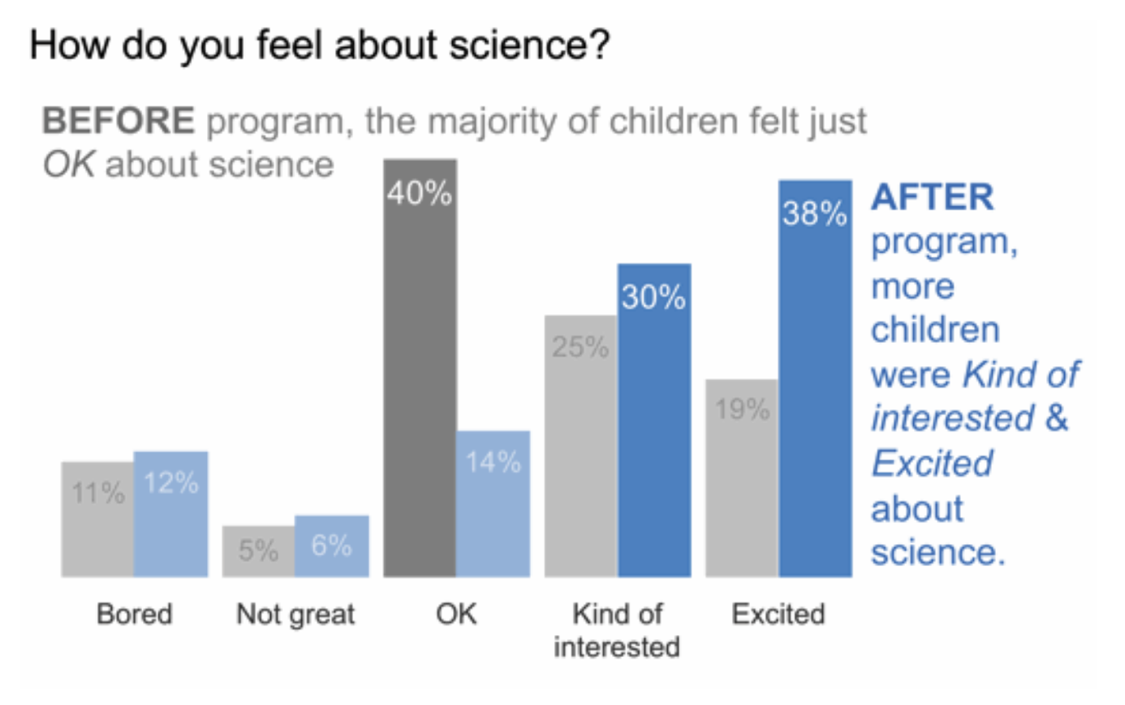 How do you feel about science?
BEFORE program, the majority of children felt just
OK about science
40%
38%
30%
25%
19%
14%
11%
12%
5%
6%
AFTER
program,
more
children
were Kind of
interested &
Excited
about
science.
Bored
Not great
OK
Kind of
interested
Excited